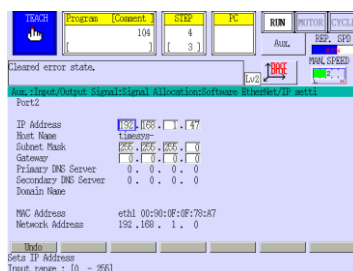 TEACH
Program [Comment ]
104
[ ]
STEP
4
[ 3 ]
PC
RUN
MOTOR
CYCLE
Aux.
REP. SPD
Cleared error state.
Lv2
BASE
MAN.SPEED
2
Aux.:Input/Output Signal:Signal Allocation:Software EtherNet/IP setti
Port2
IP Address 192.168. 1. 47
Host Name timesys-
Subnet Mask 255.255.255. 0
Gateway 0. 0. 0. 0
Primary DNS Server 0. 0. 0. 0
Secondary DNS Server 0. 0. 0. 0
Domain Name
MAC Address eth1 00:90:0F:0F:78:A7
Network Address 192.168. 1. 0
Undo
Sets IP Address
Input range : [0 - 255]